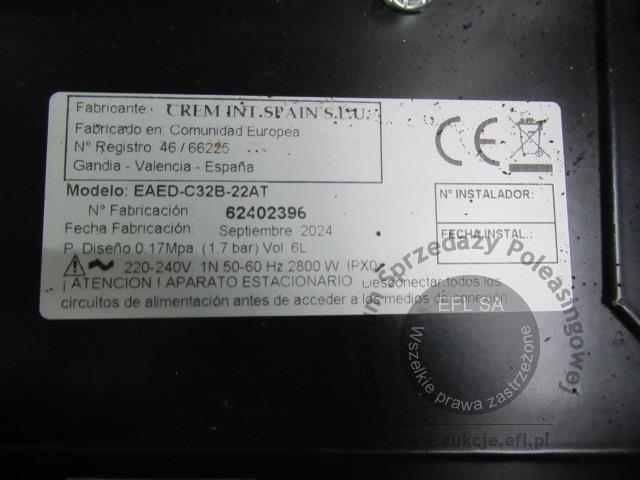 Fabricante: CREM INT.SPAIN S.L.U.
Fabricado en: Comunidad Europea
Nº Registro: 46 / 66225
Gandia - Valencia - España
CE
Modelo: EAED-C32B-22AT
Nº Fabricación 62402396
Fecha Fabricación: Septiembre 2024
P. Diseño 0.17Mpa. (1.7 bar) Vol. 6L
220-240V. 1N 50-60 Hz 2800 W. IPX0
¡ ATENCION ! APARATO ESTACIONARIO Desconectar todos los
circuitos de alimentación antes de acceder a los medios de conexión
Nº INSTALADOR:
FECHA INSTAL.:
Centrum Sprzedaży Poleasingowej
EFL SA
Wszelkie prawa zastrzeżone
www.aukcje.efl.pl